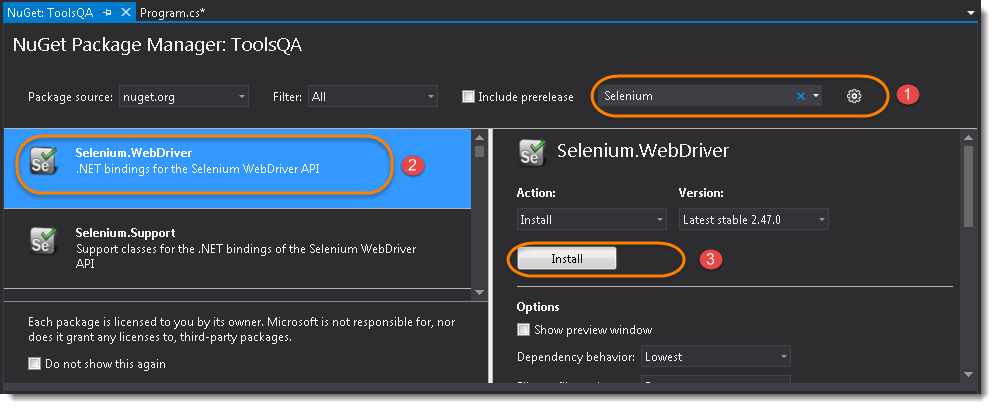 NuGet: ToolsQA
Program.cs*
NuGet Package Manager: ToolsQA
Package source: nuget.org
Filter: All
Include prerelease
Selenium
1
Se
Selenium.WebDriver
.NET bindings for the Selenium WebDriver API
2
Se
Selenium.Support
Support classes for the .NET bindings of the Selenium WebDriver
API
Each package is licensed to you by its owner. Microsoft is not responsible for, nor
does it grant any licenses to, third-party packages.
Do not show this again
Se
Selenium.WebDriver
Action:
Version:
Install
Latest stable 2.47.0
Install
3
Options
Show preview window
Dependency behavior: Lowest